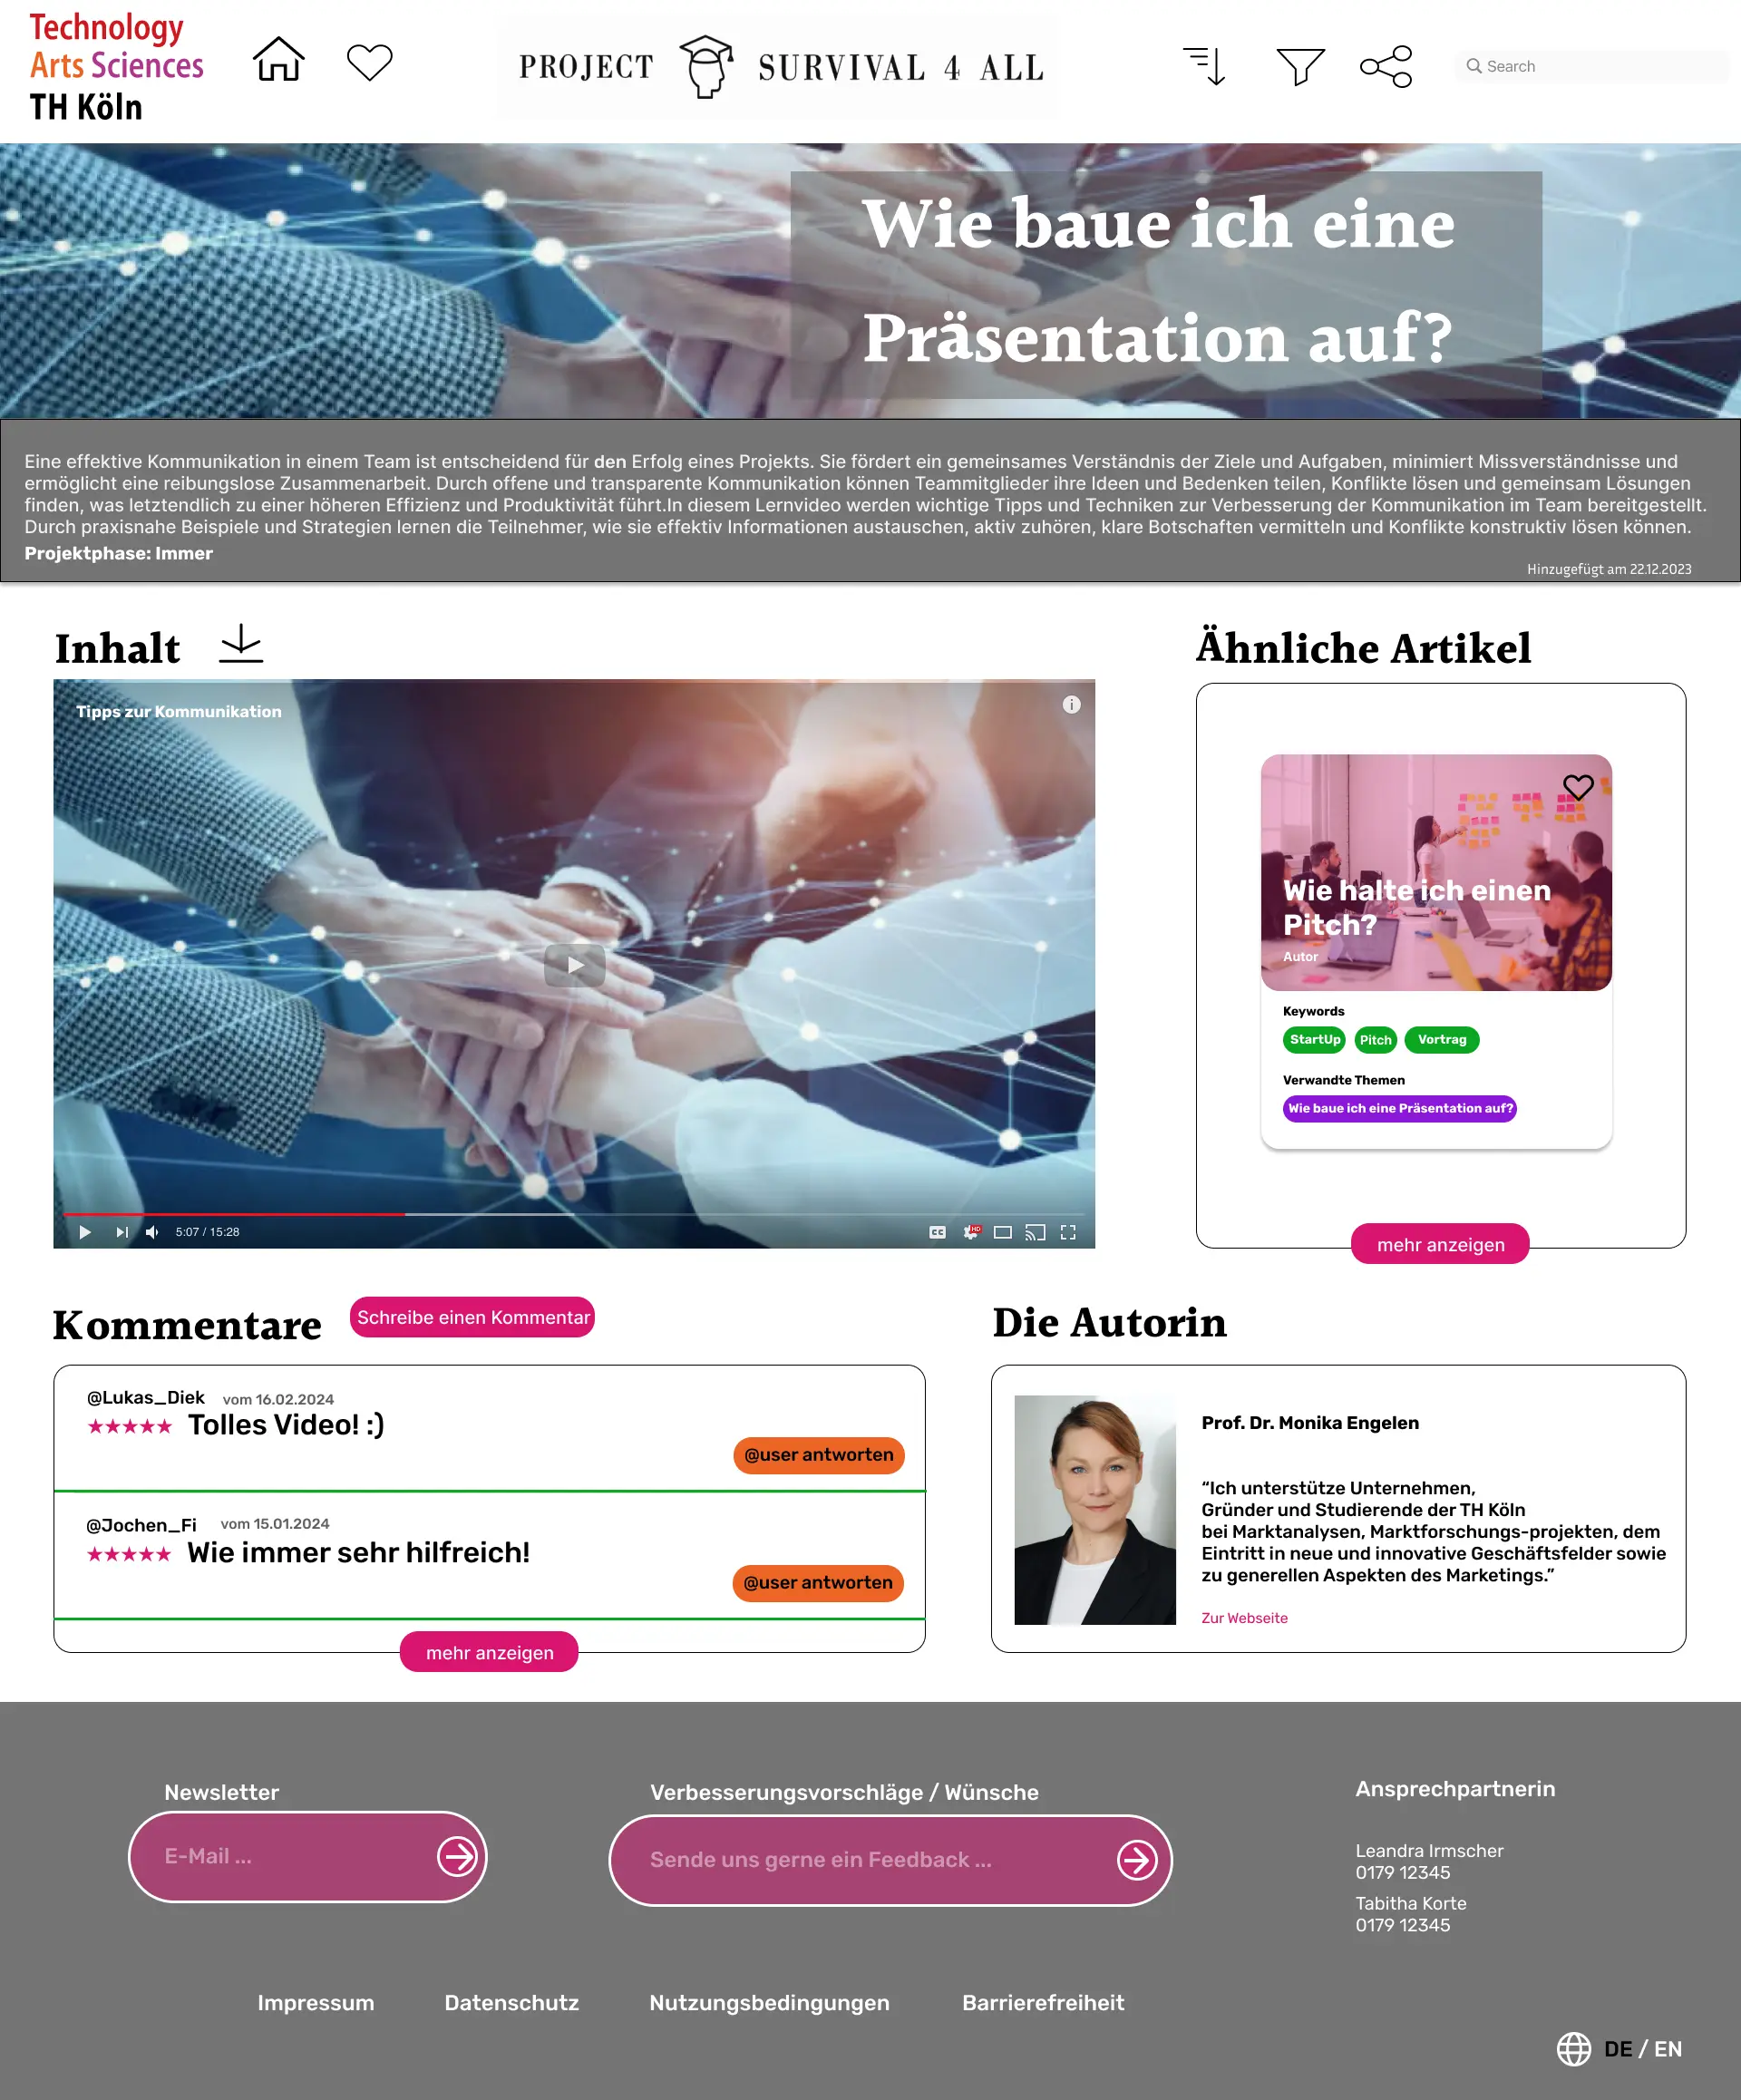 Technology
Arts Sciences
TH Köln
PROJECT SURVIVAL 4 ALL
Search
Wie baue ich eine
Präsentation auf?
Eine effektive Kommunikation in einem Team ist entscheidend für den Erfolg eines Projekts. Sie fördert ein gemeinsames Verständnis der Ziele und Aufgaben, minimiert Missverständnisse und
ermöglicht eine reibungslose Zusammenarbeit. Durch offene und transparente Kommunikation können Teammitglieder ihre Ideen und Bedenken teilen, Konflikte lösen und gemeinsam Lösungen
finden, was letztendlich zu einer höheren Effizienz und Produktivität führt.In diesem Lernvideo werden wichtige Tipps und Techniken zur Verbesserung der Kommunikation im Team bereitgestellt.
Durch praxisnahe Beispiele und Strategien lernen die Teilnehmer, wie sie effektiv Informationen austauschen, aktiv zuhören, klare Botschaften vermitteln und Konflikte konstruktiv lösen können.
Projektphase: Immer
Hinzugefügt am 22.12.2023
Inhalt
Tipps zur Kommunikation
i
5:07 / 15:28
CC
HD
Ähnliche Artikel
Wie halte ich einen
Pitch?
Autor
Keywords
StartUp Pitch Vortrag
Verwandte Themen
Wie baue ich eine Präsentation auf?
mehr anzeigen
Kommentare
Schreibe einen Kommentar
@Lukas_Diek vom 16.02.2024
★★★★★ Tolles Video! :)
@user antworten
@Jochen_Fi vom 15.01.2024
★★★★★ Wie immer sehr hilfreich!
@user antworten
mehr anzeigen
Die Autorin
Prof. Dr. Monika Engelen
“Ich unterstütze Unternehmen,
Gründer und Studierende der TH Köln
bei Marktanalysen, Marktforschungs-projekten, dem
Eintritt in neue und innovative Geschäftsfelder sowie
zu generellen Aspekten des Marketings.”
Zur Webseite
Newsletter
E-Mail ...
Verbesserungsvorschläge / Wünsche
Sende uns gerne ein Feedback ...
Ansprechpartnerin
Leandra Irmscher
0179 12345
Tabitha Korte
0179 12345
Impressum Datenschutz Nutzungsbedingungen Barrierefreiheit
DE / EN